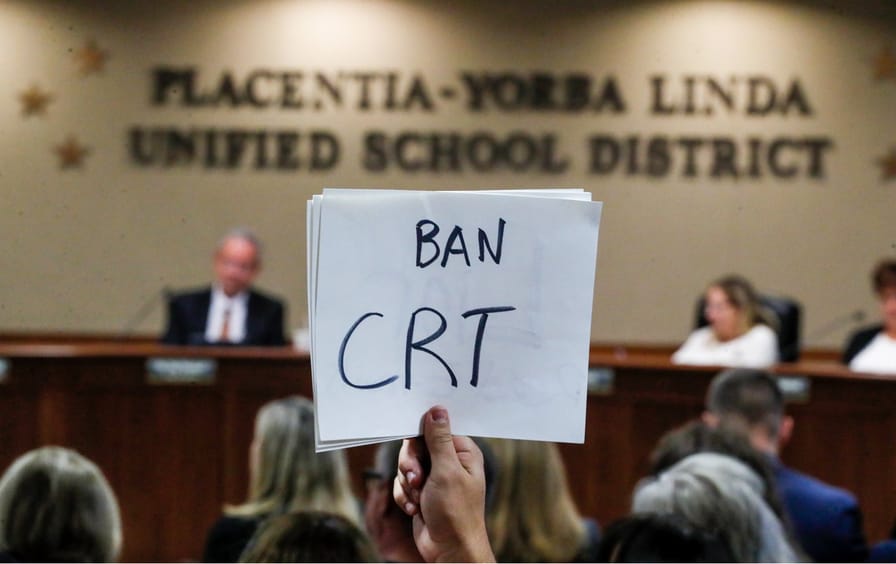 PLACENTIA-YORBA LINDA
UNIFIED SCHOOL DISTRICT
BAN
CRT